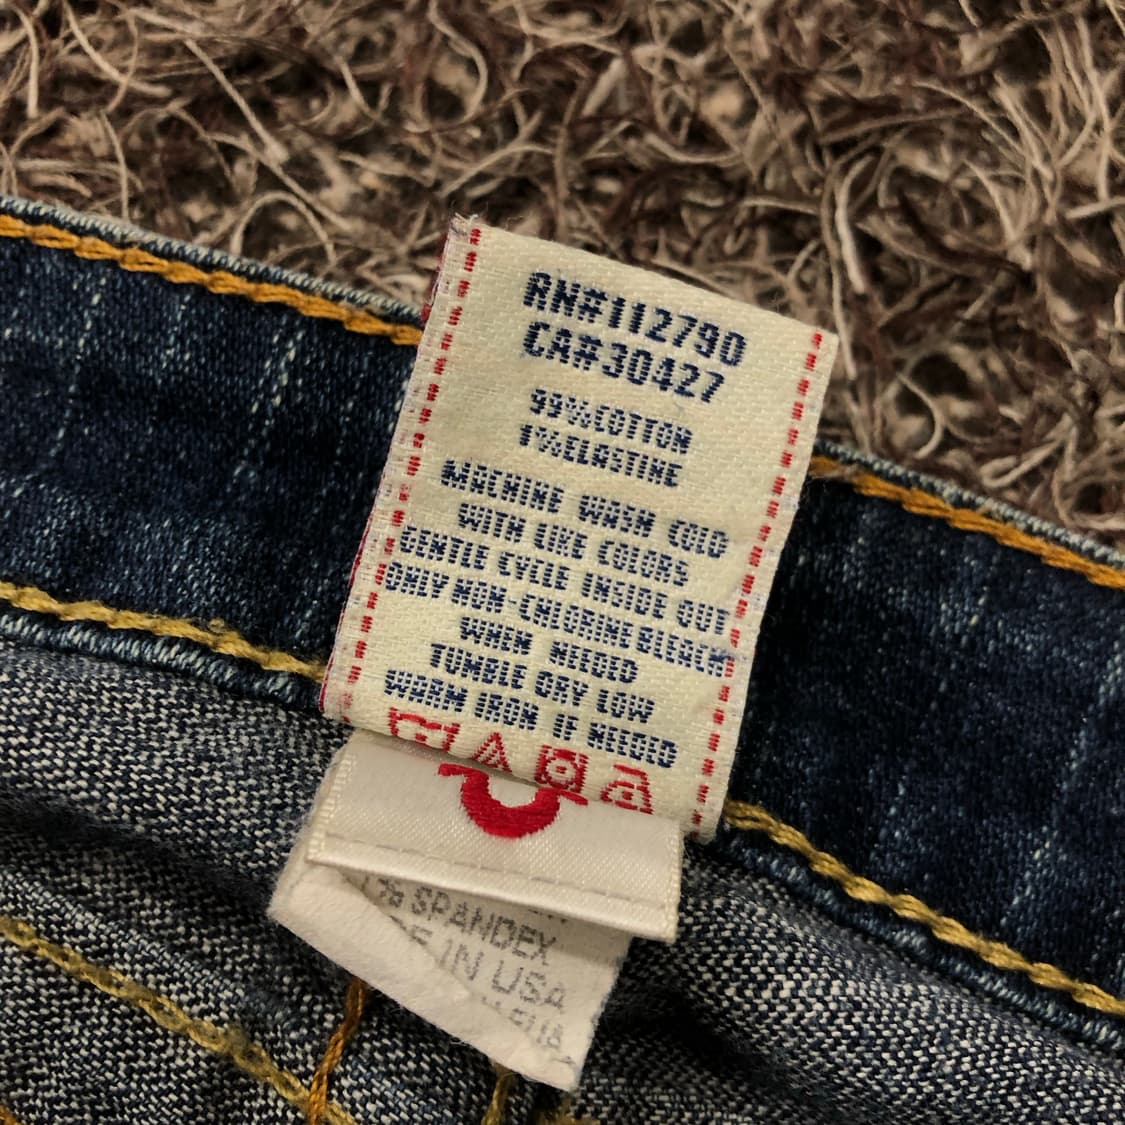 RN#112790
CA#30427
99%COTTON
1%ELASTINE
MACHINE WASH COLD
WITH LIKE COLORS
GENTLE CYCLE INSIDE OUT
ONLY NON-CHLORINE BLEACH
WHEN NEEDED
TUMBLE DRY LOW
WARM IRON IF NEEDED
% SPANDEX
IN USA